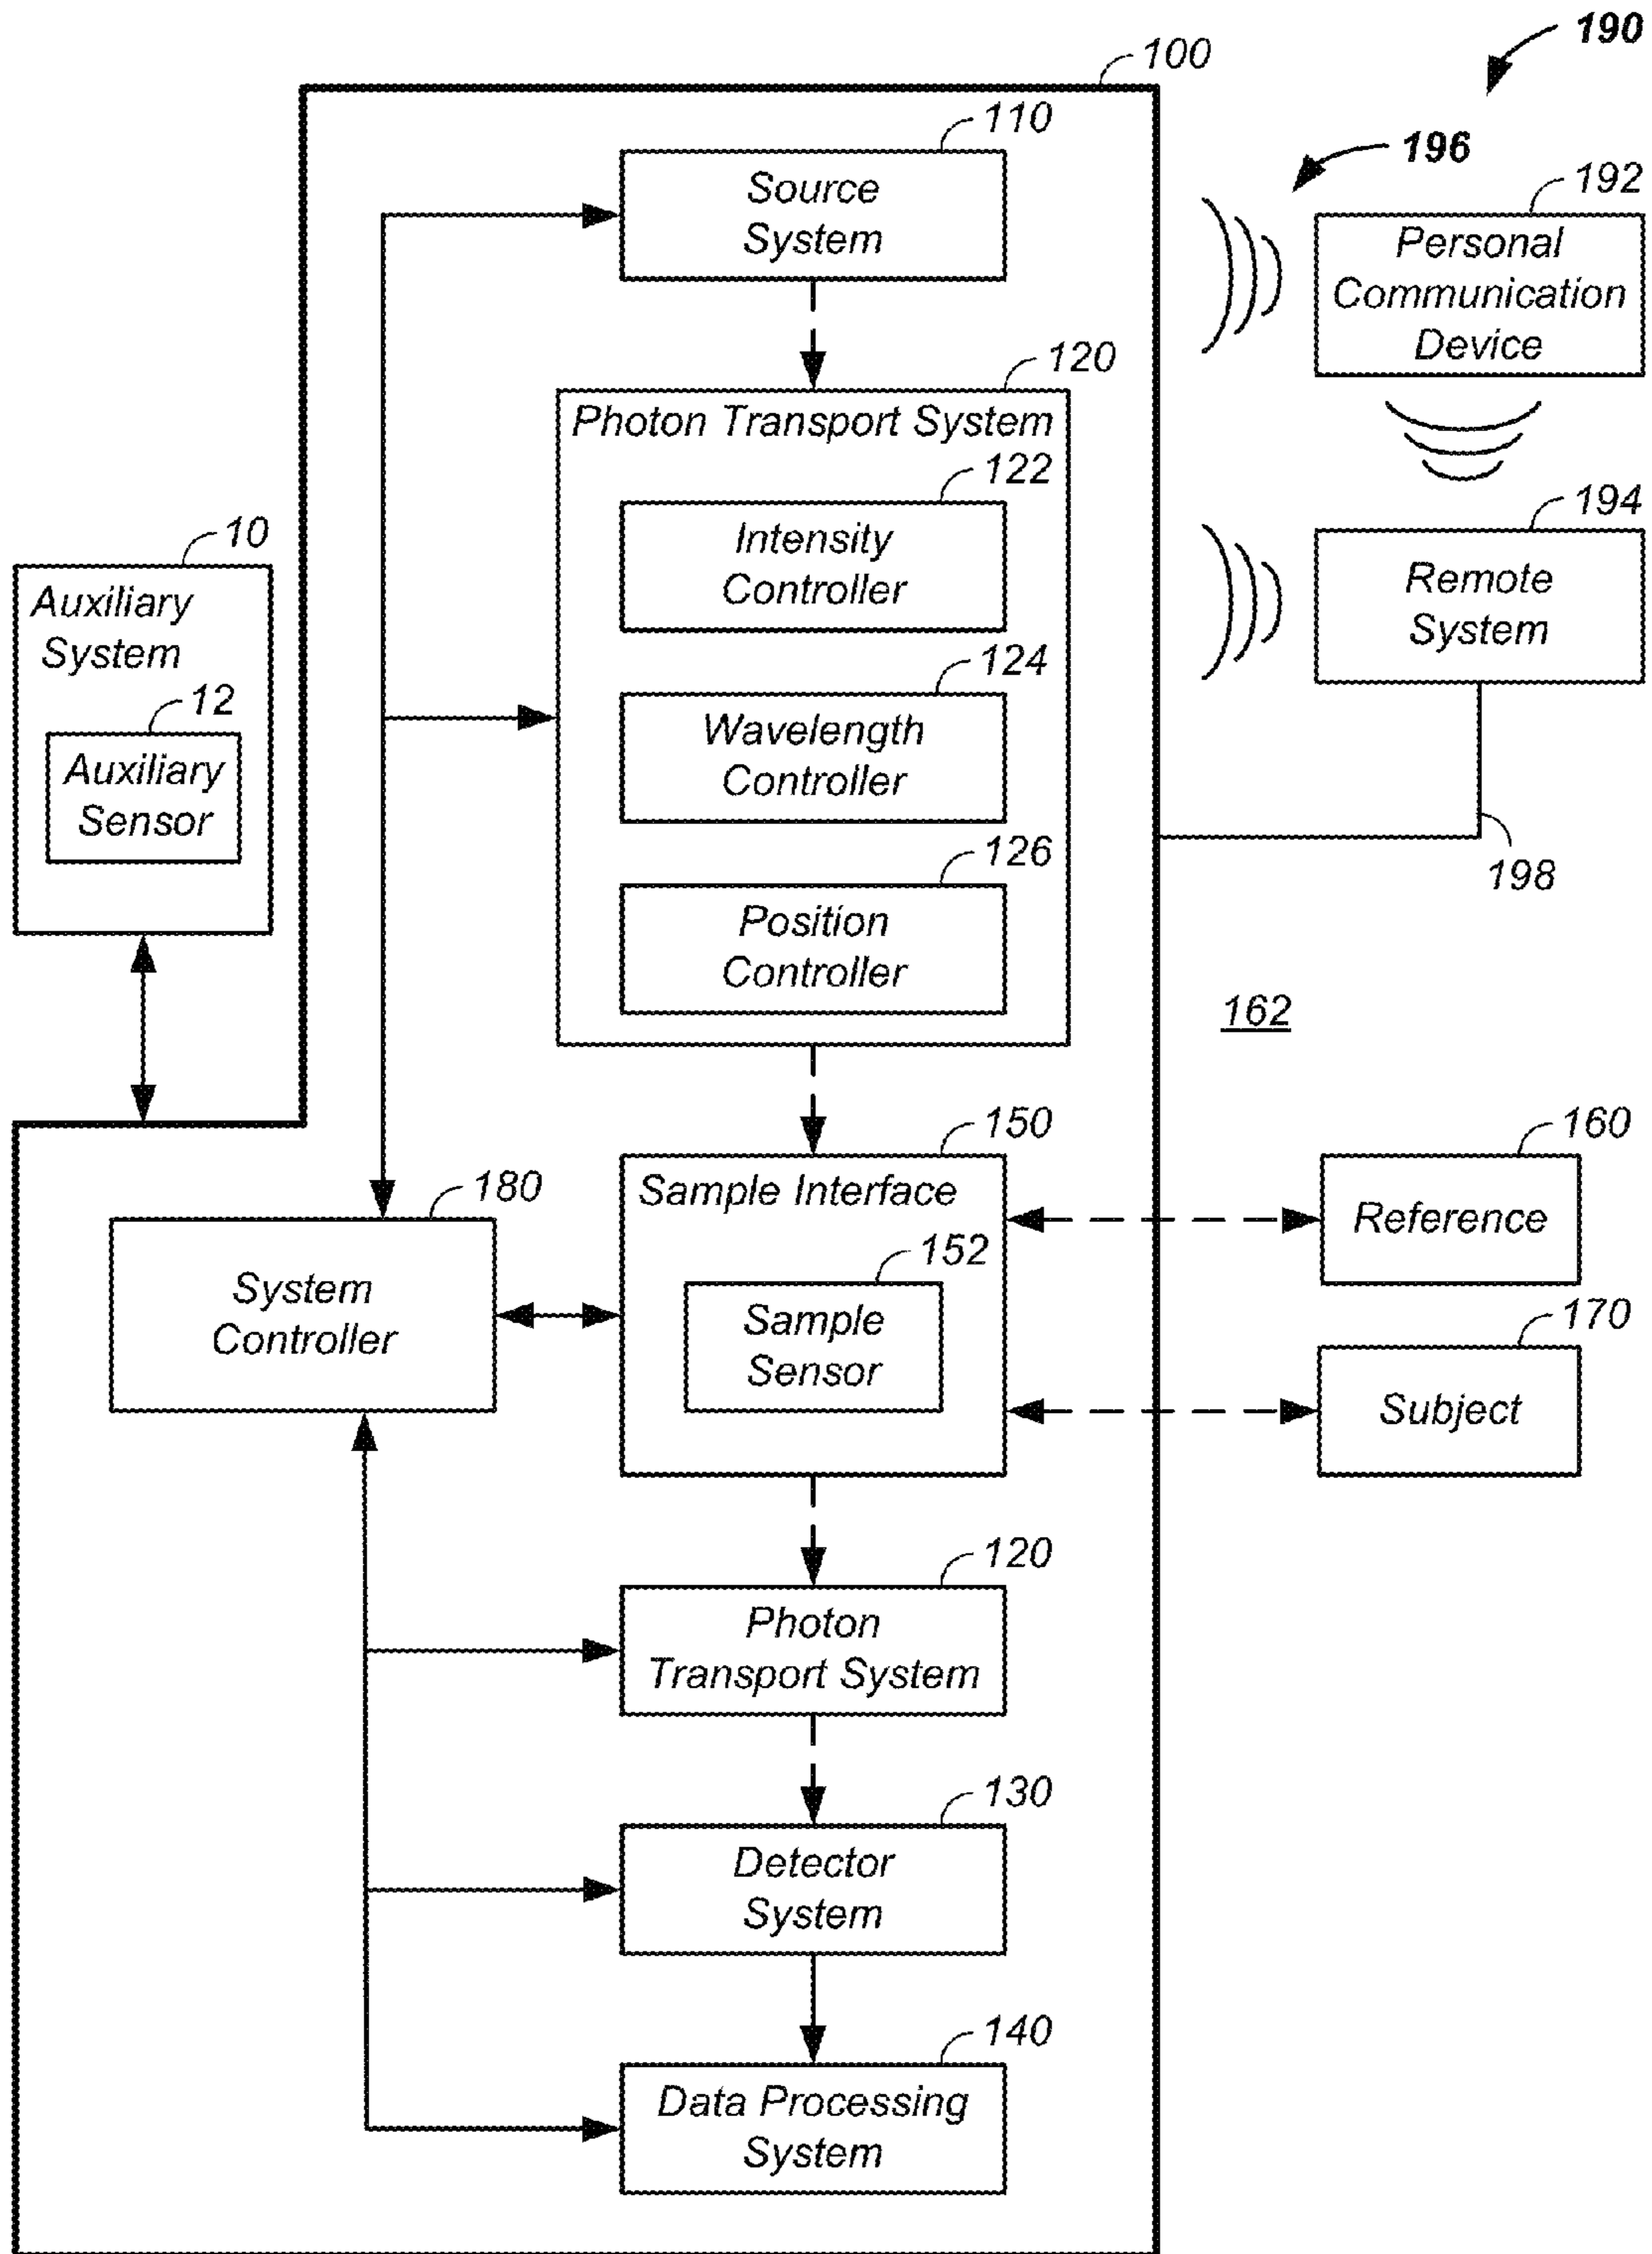 190
100
110
196
192
Source
System
Personal
Communication
Device
120
Photon Transport System
122
Intensity
Controller
194
Remote
System
10
Auxiliary
System
12
Auxiliary
Sensor
124
Wavelength
Controller
198
126
Position
Controller
162
150
Sample Interface
160
Reference
180
System
Controller
152
Sample
Sensor
170
Subject
120
Photon
Transport System
130
Detector
System
140
Data Processing
System